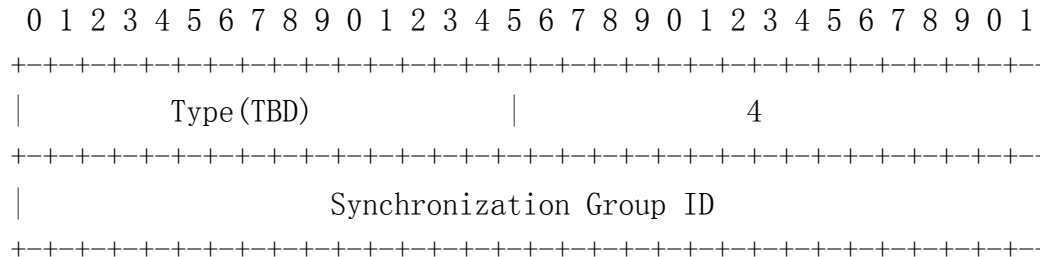 0 1 2 3 4 5 6 7 8 9 0 1 2 3 4 5 6 7 8 9 0 1 2 3 4 5 6 7 8 9 0 1
+-+-+-+-+-+-+-+-+-+-+-+-+-+-+-+-+-+-+-+-+-+-+-+-+-+-+-+-+-+-+-+-
| Type(TBD) | 4
+-+-+-+-+-+-+-+-+-+-+-+-+-+-+-+-+-+-+-+-+-+-+-+-+-+-+-+-+-+-+-+-
| Synchronization Group ID
+-+-+-+-+-+-+-+-+-+-+-+-+-+-+-+-+-+-+-+-+-+-+-+-+-+-+-+-+-+-+-+-